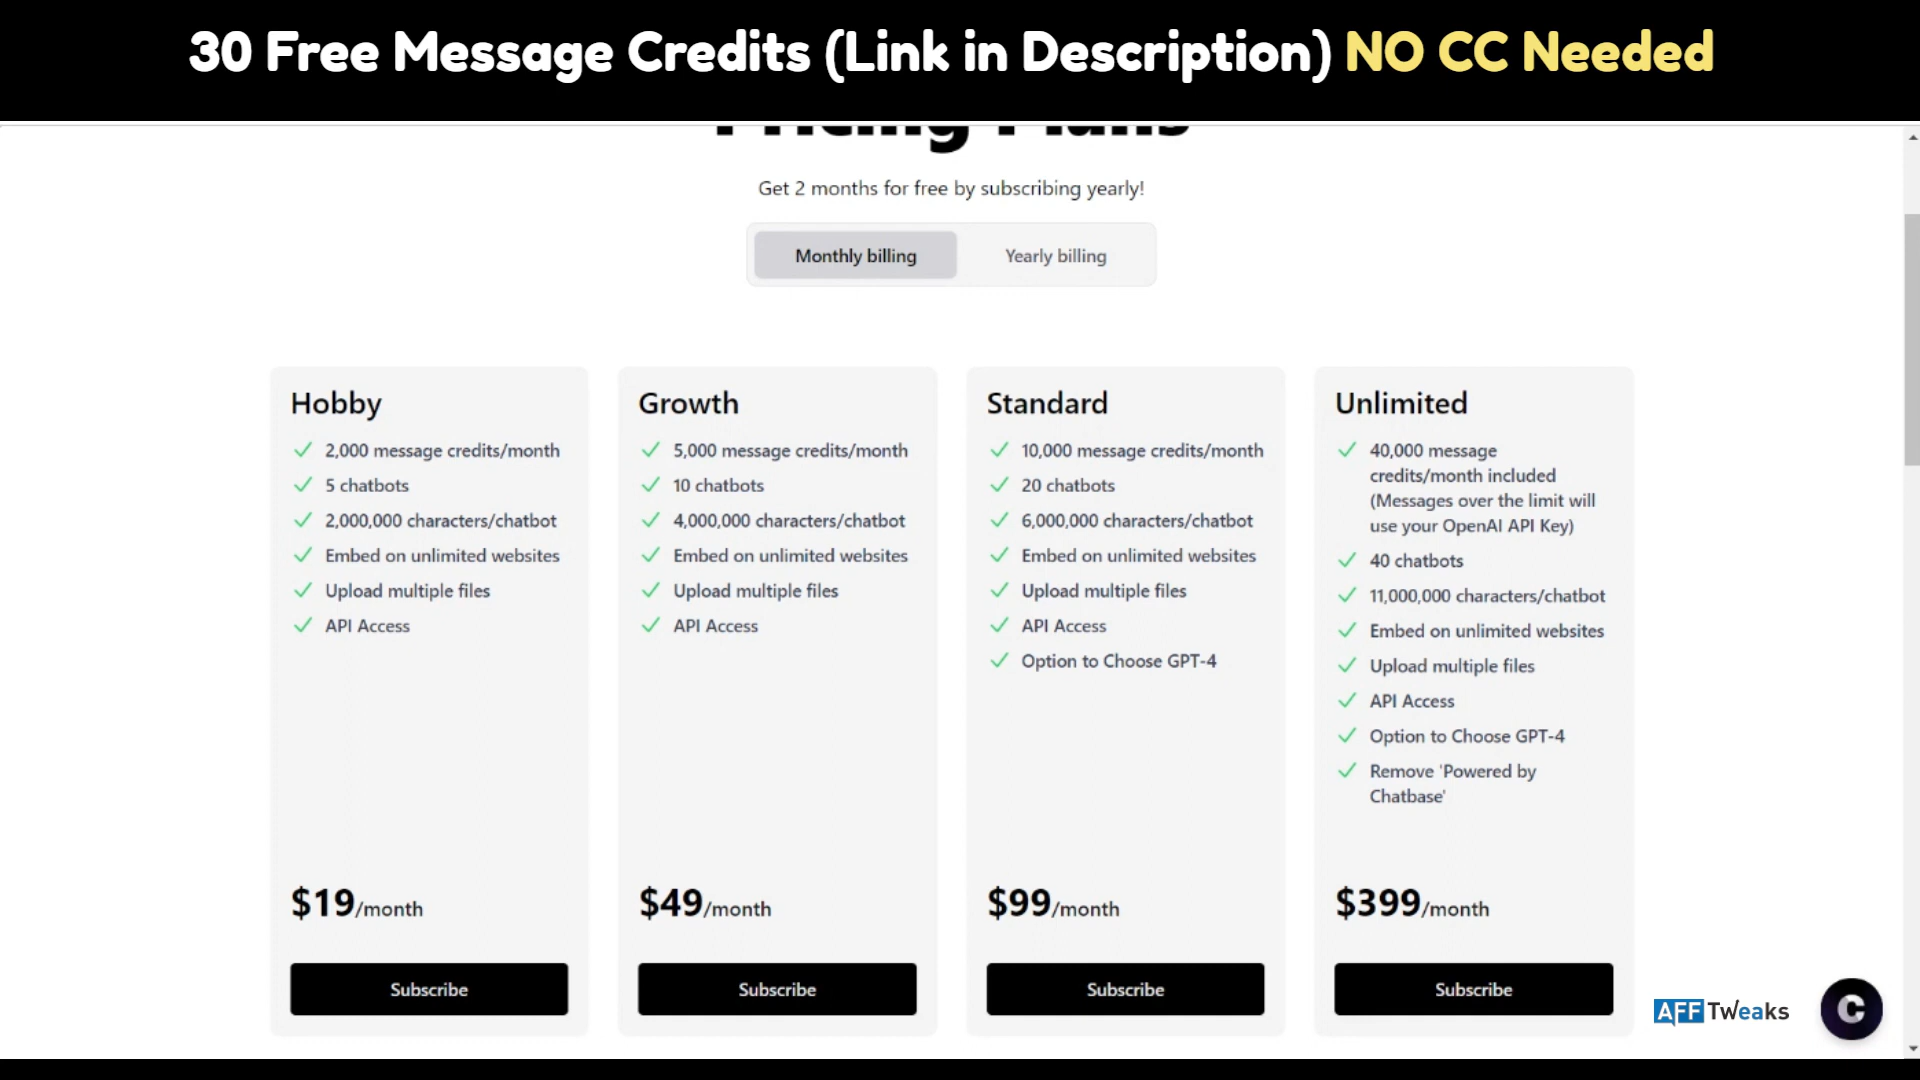 30 Free Message Credits (Link in Description) NO CC Needed
Pricing Plans
Get 2 months for free by subscribing yearly!
Monthly billing
Yearly billing
Hobby
2,000 message credits/month
5 chatbots
2,000,000 characters/chatbot
Embed on unlimited websites
Upload multiple files
API Access
$19/month
Subscribe
Growth
5,000 message credits/month
10 chatbots
4,000,000 characters/chatbot
Embed on unlimited websites
Upload multiple files
API Access
$49/month
Subscribe
Standard
10,000 message credits/month
20 chatbots
6,000,000 characters/chatbot
Embed on unlimited websites
Upload multiple files
API Access
Option to Choose GPT-4
$99/month
Subscribe
Unlimited
40,000 message
credits/month included
(Messages over the limit will
use your OpenAI API Key)
40 chatbots
11,000,000 characters/chatbot
Embed on unlimited websites
Upload multiple files
API Access
Option to Choose GPT-4
Remove 'Powered by
Chatbase'
$399/month
Subscribe
AFFTweaks
C